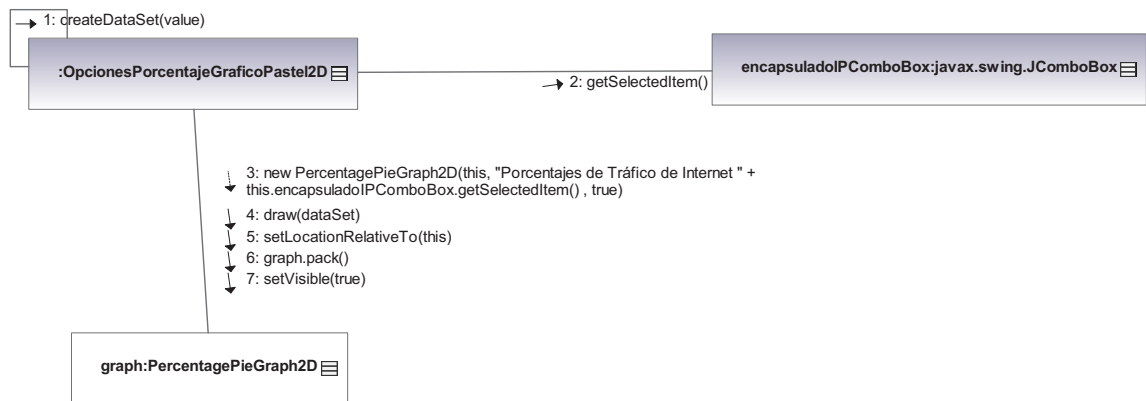 1: createDataSet(value)
:OpcionesPorcentajeGraficoPastel2D
encapsuladoIPComboBox:javax.swing.JComboBox
2: getSelectedItem()
3: new PercentagePieGraph2D(this, "Porcentajes de Tráfico de Internet " +
this.encapsuladoIPComboBox.getSelectedItem() , true)
4: draw(dataSet)
5: setLocationRelativeTo(this)
6: graph.pack()
7: setVisible(true)
graph:PercentagePieGraph2D